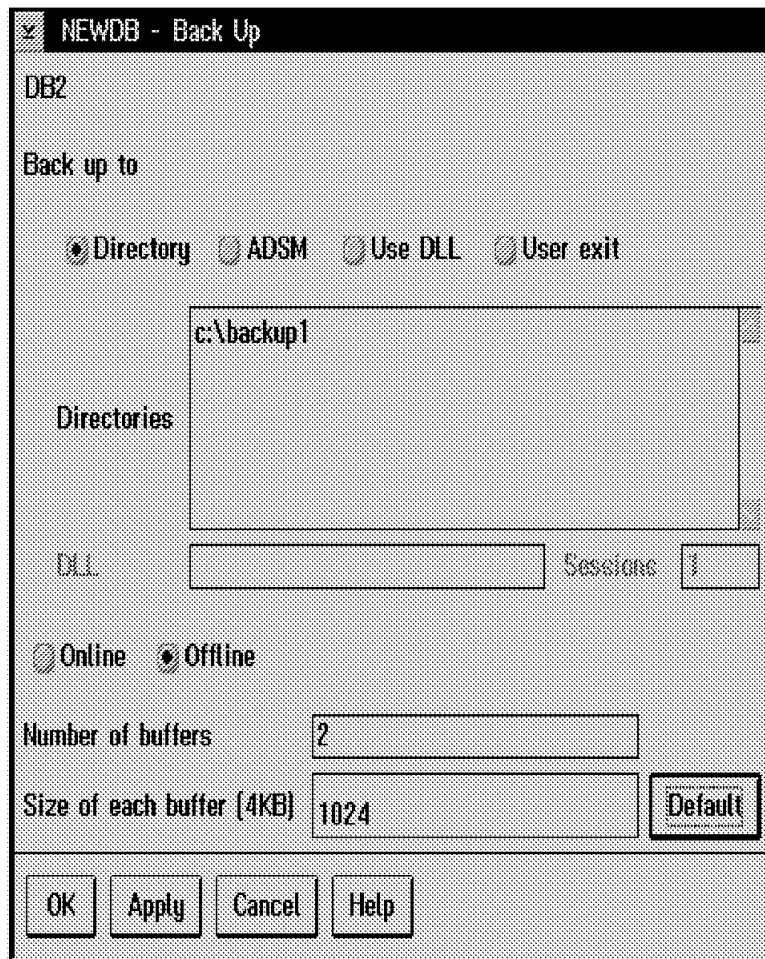 NEWDB - Back Up
DB2
Back up to
Directory ADSM Use DLL User exit
c:\backup1
Directories
DLL Sessions 1
Online Offline
Number of buffers 2
Size of each buffer (4KB) 1024 Default
OK Apply Cancel Help